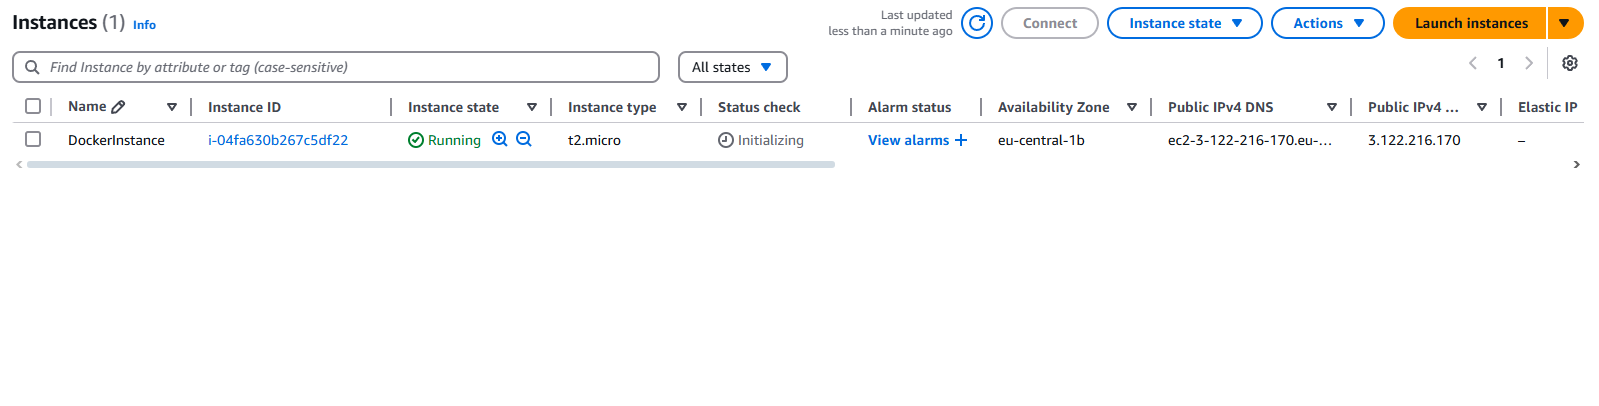 Instances (1) Info
Last updated
less than a minute ago
Connect
Instance state
Actions
Launch instances
Find Instance by attribute or tag (case-sensitive)
All states
1
Name Instance ID Instance state Instance type Status check Alarm status Availability Zone Public IPv4 DNS Public IPv4 ... Elastic IP
DockerInstance i-04fa630b267c5df22 Running t2.micro Initializing View alarms + eu-central-1b ec2-3-122-216-170.eu-... 3.122.216.170 –